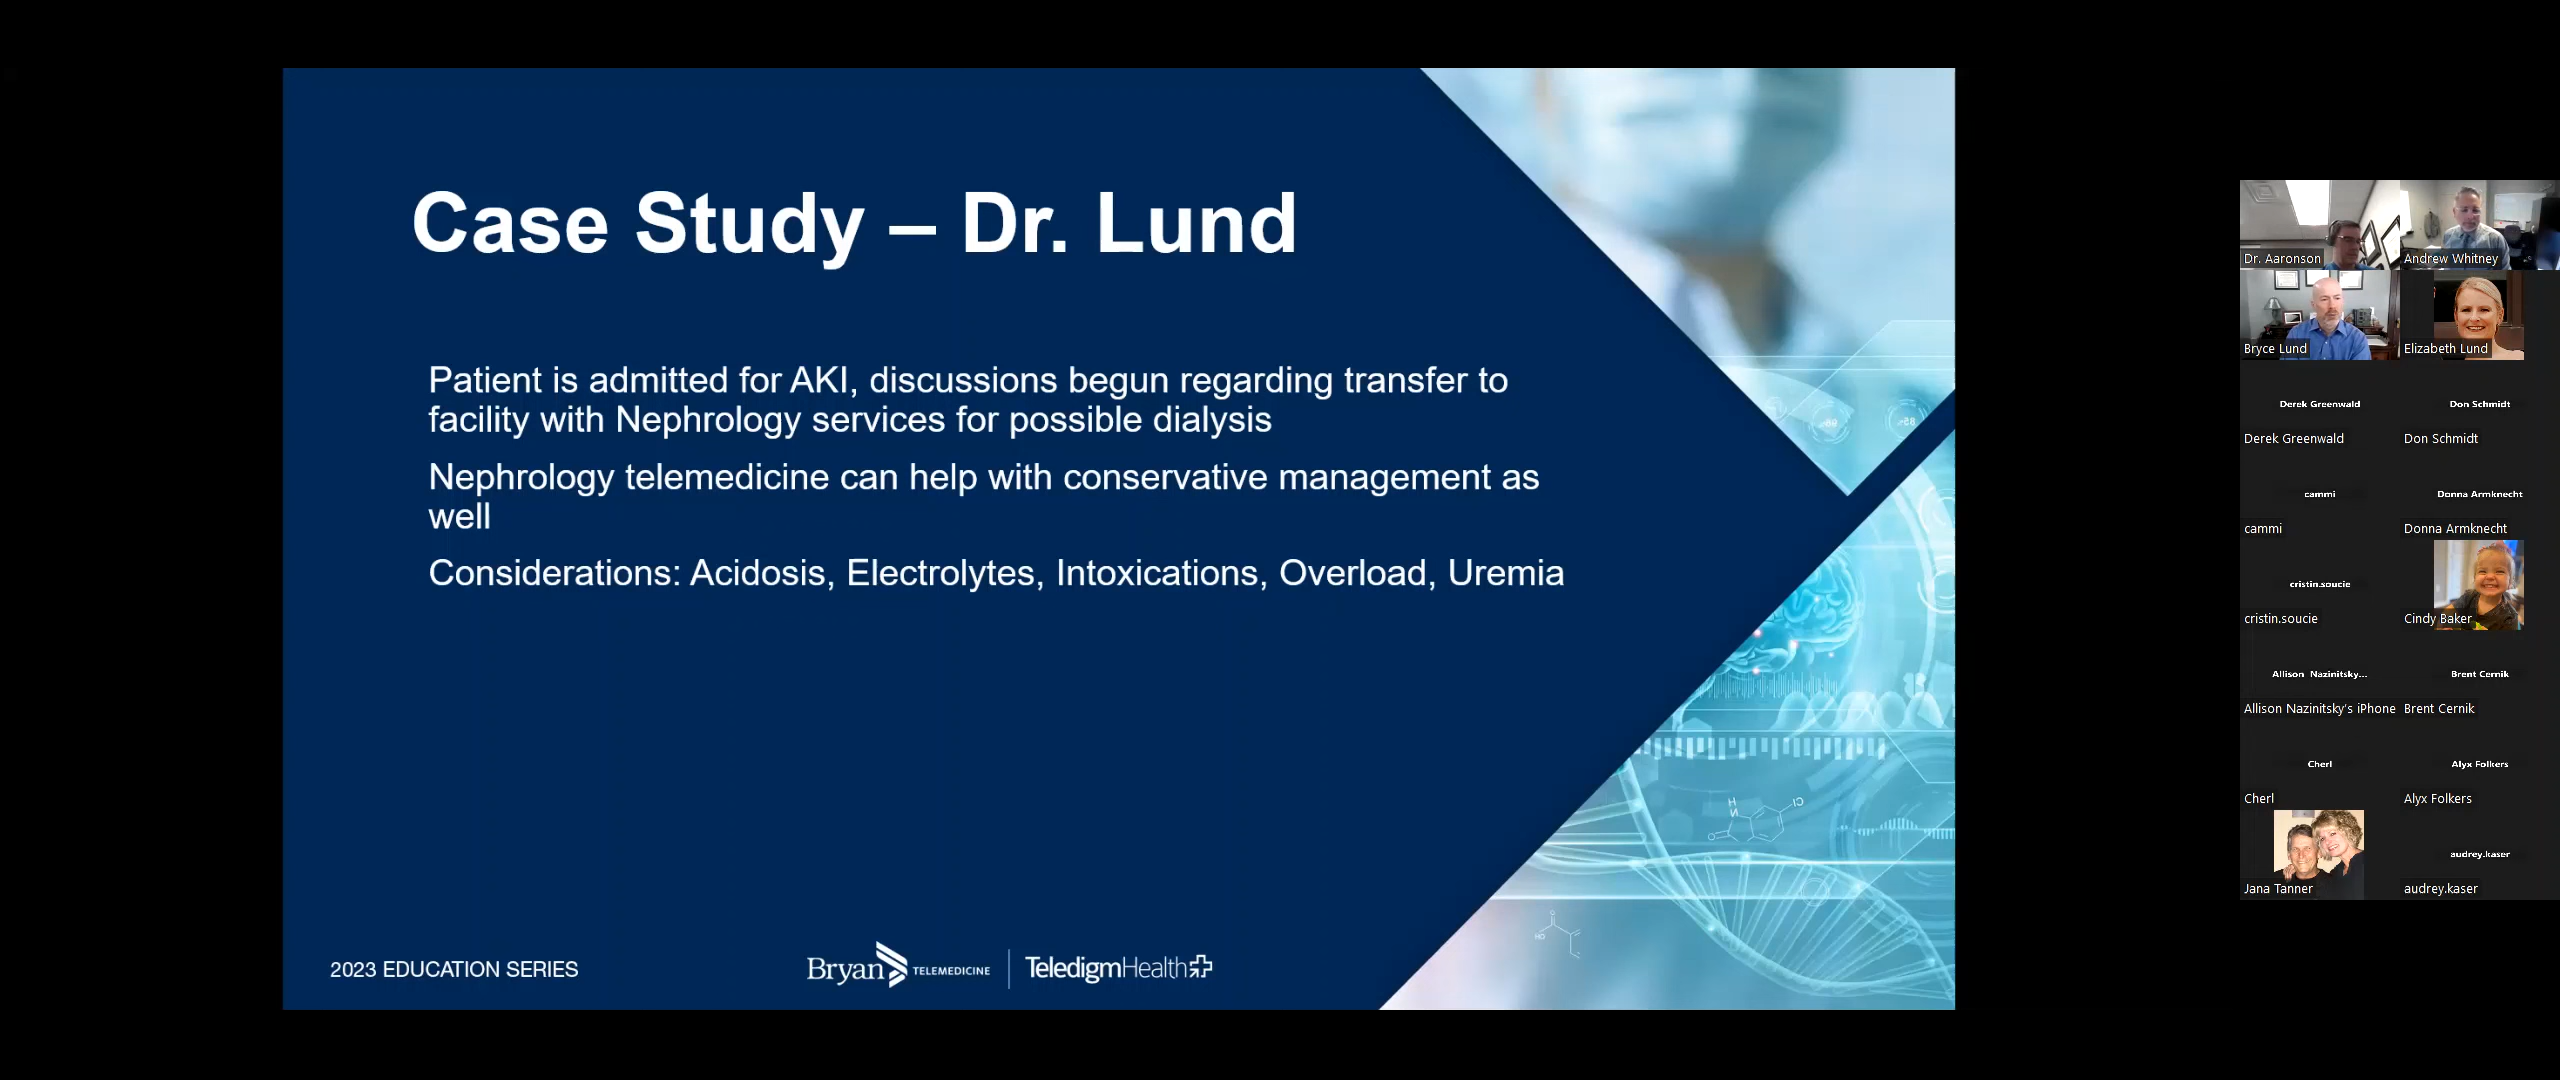 Case Study – Dr. Lund
Patient is admitted for AKI, discussions begun regarding transfer to
facility with Nephrology services for possible dialysis
Nephrology telemedicine can help with conservative management as
well
Considerations: Acidosis, Electrolytes, Intoxications, Overload, Uremia
2023 EDUCATION SERIES
Bryan TELEMEDICINE
TeledigmHealth
H
N
O
Cl
HO
O
Dr. Aaronson
Andrew Whitney
Bryce Lund
Elizabeth Lund
Derek Greenwald
Derek Greenwald
Don Schmidt
Don Schmidt
cammi
cammi
Donna Armknecht
Donna Armknecht
cristin.soucie
cristin.soucie
Cindy Baker
Allison Nazinitsky...
Allison Nazinitsky's iPhone
Brent Cernik
Brent Cernik
Cherl
Cherl
Alyx Folkers
Alyx Folkers
Jana Tanner
audrey.kaser
audrey.kaser